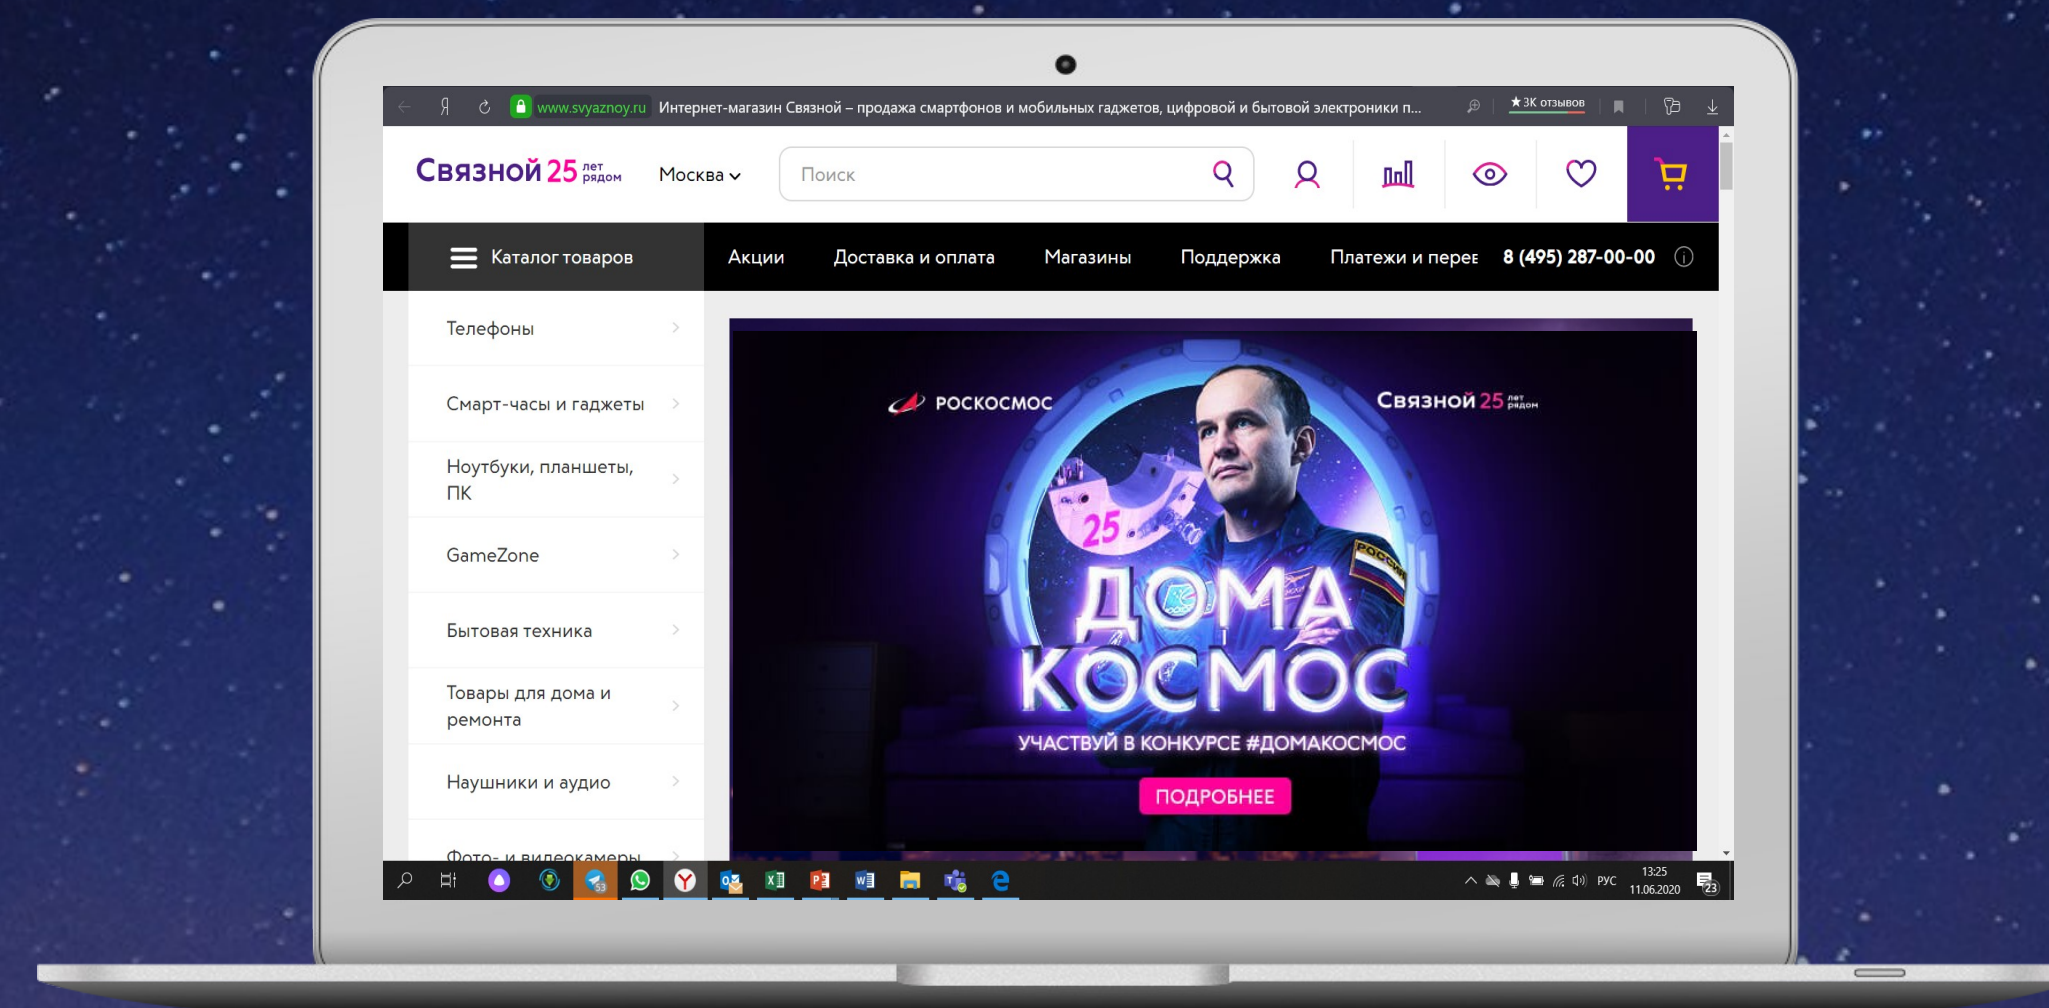 www.svyaznoy.ru Интернет-магазин Связной – продажа смартфонов и мобильных гаджетов, цифровой и бытовой электроники п... ★ 3К отзывов
Связной 25 лет рядом
Москва
Поиск
Каталог товаров
Акции
Доставка и оплата
Магазины
Поддержка
Платежи и перев
8 (495) 287-00-00
Телефоны
Смарт-часы и гаджеты
Ноутбуки, планшеты,
ПК
GameZone
Бытовая техника
Товары для дома и
ремонта
Наушники и аудио
Фото- и видеокамеры
РОСКОСМОС
Связной 25 лет рядом
25
РОССИЯ
ДОМА
КОСМОС
УЧАСТВУЙ В КОНКУРСЕ #ДОМАКОСМОС
ПОДРОБНЕЕ
53
РУС
13:25
11.06.2020
23